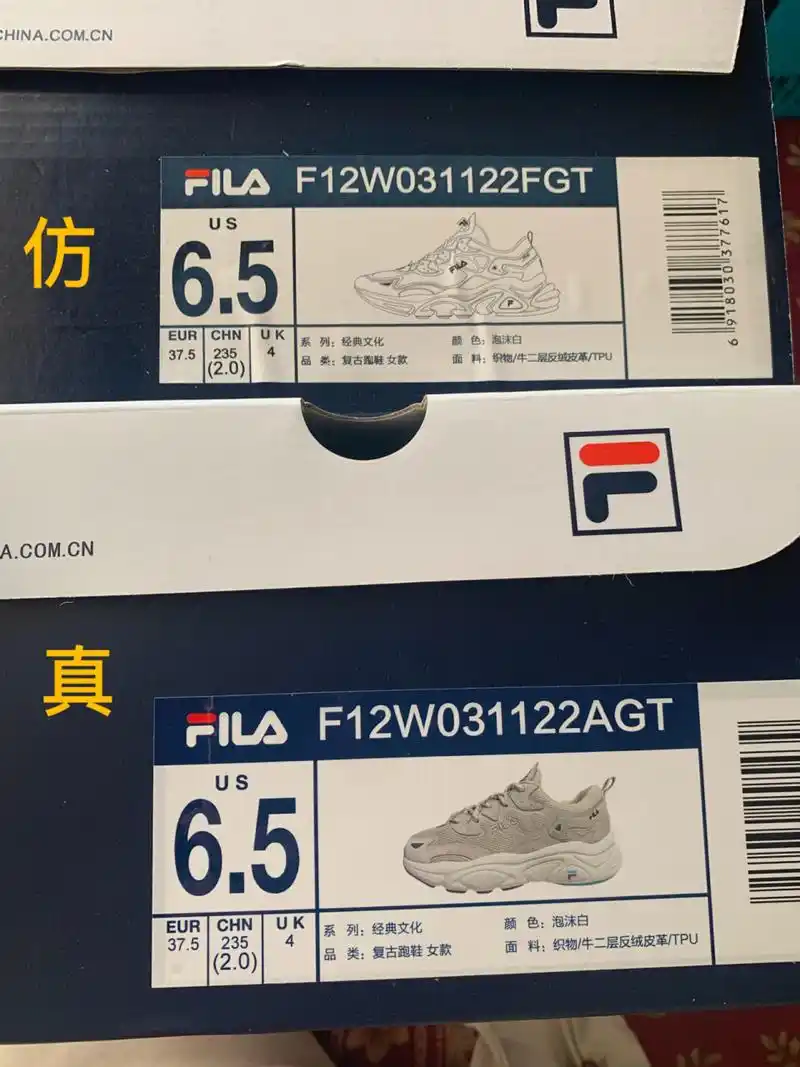 CHINA.COM.CN
仿
FILA F12W031122FGT
US
6.5
EUR CHN UK
37.5 235 4
(2.0)
系 列: 经典文化 颜 色: 泡沫白
品 类: 复古跑鞋 女款 面 料: 织物/牛二层反绒皮革/TPU
FILA
F
6 918030 377617
F
A.COM.CN
真
FILA F12W031122AGT
US
6.5
EUR CHN UK
37.5 235 4
(2.0)
系 列: 经典文化 颜 色: 泡沫白
品 类: 复古跑鞋 女款 面 料: 织物/牛二层反绒皮革/TPU
FILA